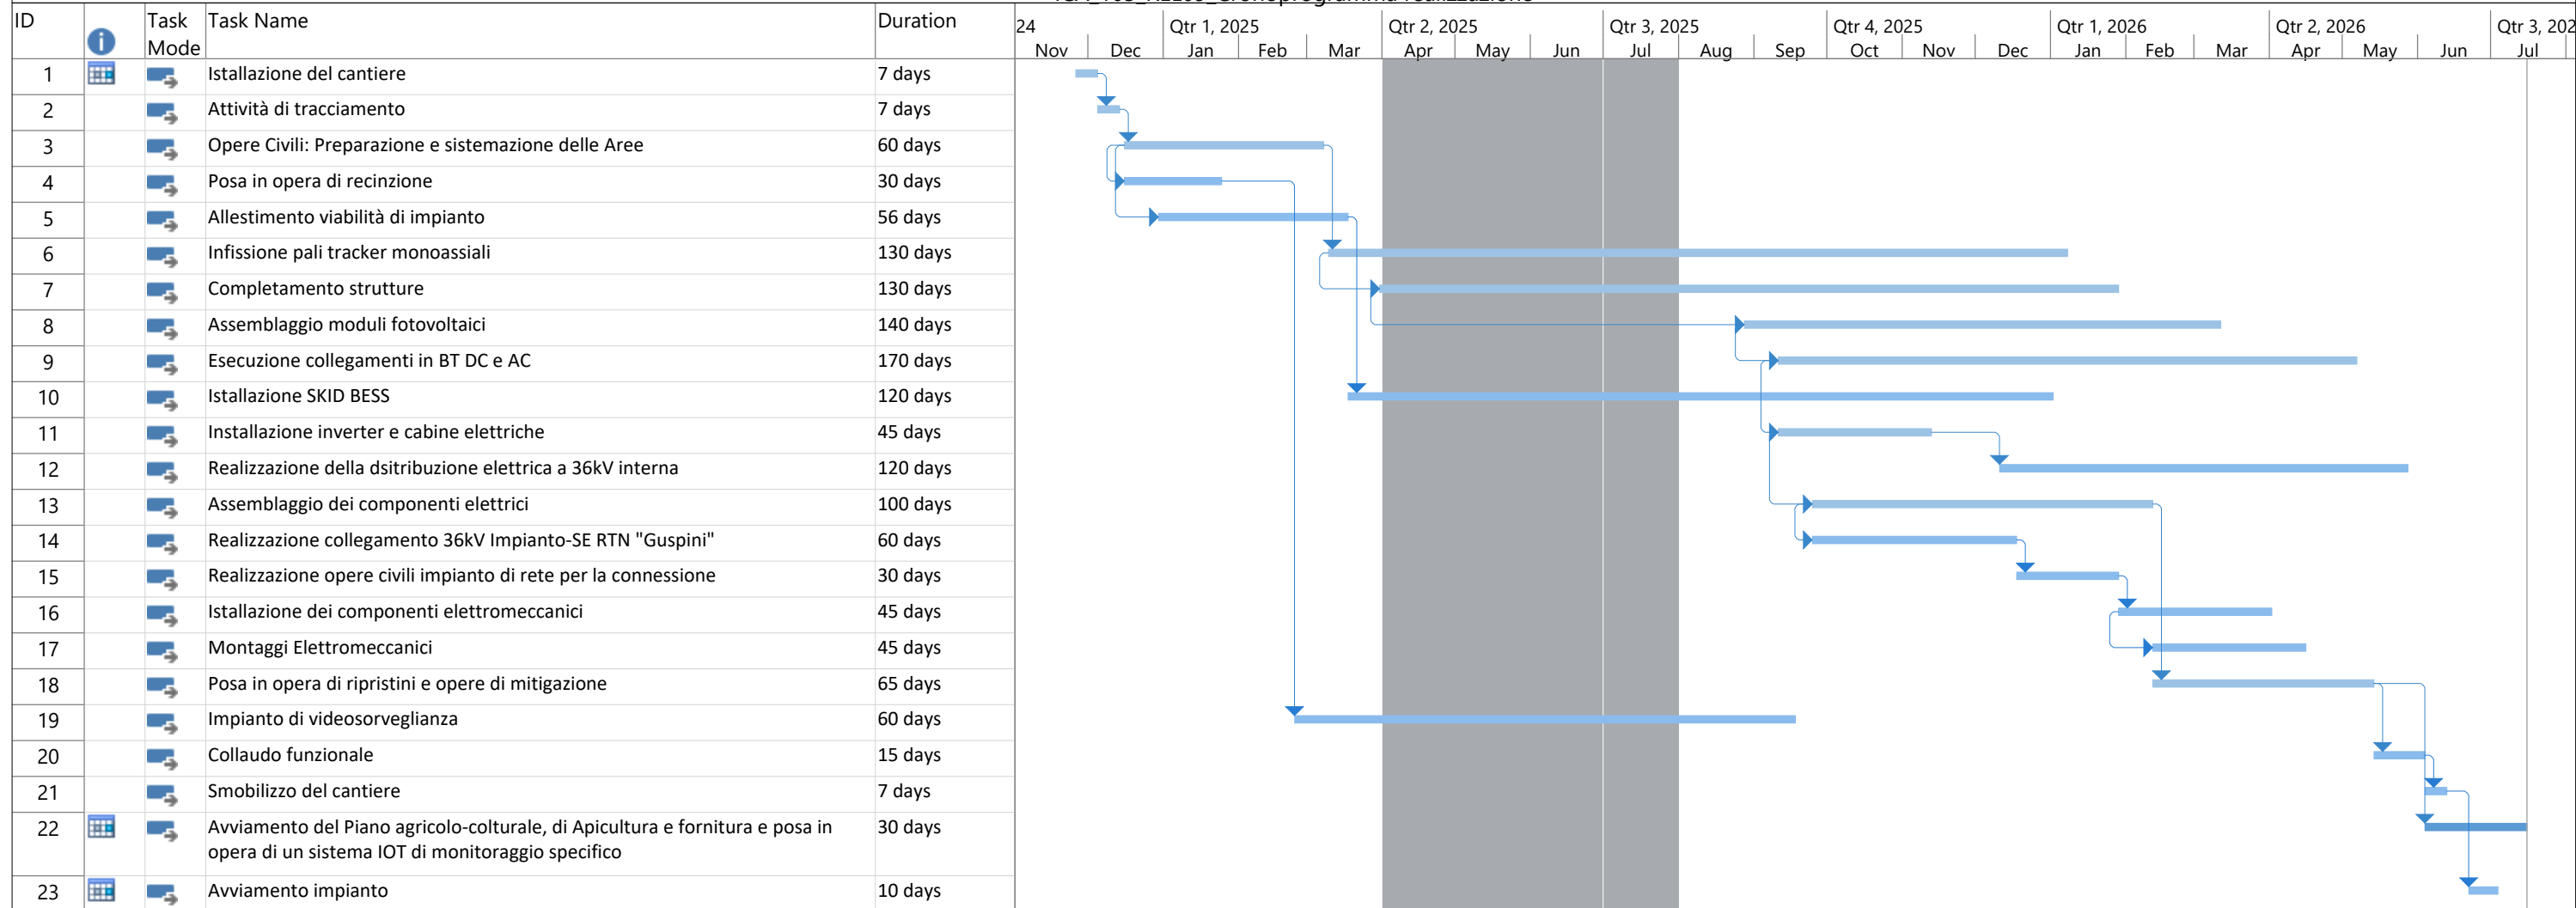 ID Task Mode Task Name Duration
24 Qtr 1, 2025 Qtr 2, 2025 Qtr 3, 2025 Qtr 4, 2025 Qtr 1, 2026 Qtr 2, 2026 Qtr 3, 202
Nov Dec Jan Feb Mar Apr May Jun Jul Aug Sep Oct Nov Dec Jan Feb Mar Apr May Jun Jul
1 Istallazione del cantiere 7 days
2 Attività di tracciamento 7 days
3 Opere Civili: Preparazione e sistemazione delle Aree 60 days
4 Posa in opera di recinzione 30 days
5 Allestimento viabilità di impianto 56 days
6 Infissione pali tracker monoassiali 130 days
7 Completamento strutture 130 days
8 Assemblaggio moduli fotovoltaici 140 days
9 Esecuzione collegamenti in BT DC e AC 170 days
10 Istallazione SKID BESS 120 days
11 Installazione inverter e cabine elettriche 45 days
12 Realizzazione della dsitribuzione elettrica a 36kV interna 120 days
13 Assemblaggio dei componenti elettrici 100 days
14 Realizzazione collegamento 36kV Impianto-SE RTN "Guspini" 60 days
15 Realizzazione opere civili impianto di rete per la connessione 30 days
16 Istallazione dei componenti elettromeccanici 45 days
17 Montaggi Elettromeccanici 45 days
18 Posa in opera di ripristini e opere di mitigazione 65 days
19 Impianto di videosorveglianza 60 days
20 Collaudo funzionale 15 days
21 Smobilizzo del cantiere 7 days
22 Avviamento del Piano agricolo-colturale, di Apicultura e fornitura e posa in 30 days
opera di un sistema IOT di monitoraggio specifico
23 Avviamento impianto 10 days